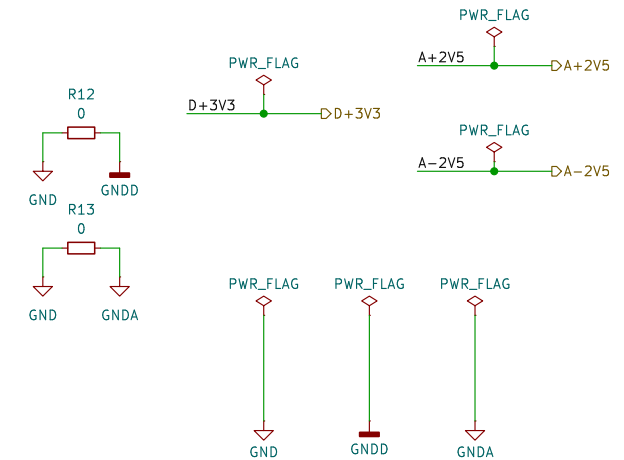 PWR_FLAG
A+2V5
A+2V5
PWR_FLAG
D+3V3
D+3V3
R12
0
GND
GNDD
PWR_FLAG
A-2V5
A-2V5
R13
0
GND
GNDA
PWR_FLAG
PWR_FLAG
PWR_FLAG
GND
GNDD
GNDA